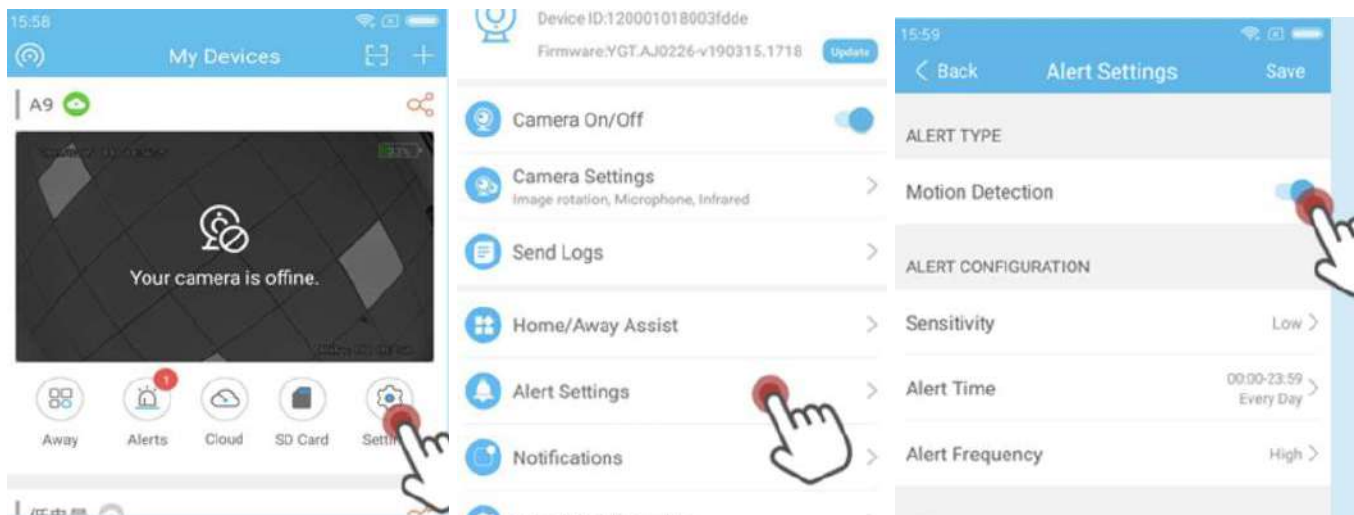 15:58
My Devices
A9
Your camera is offine.
1
Away
Alerts
Cloud
SD Card
低电量
Device ID:120001018003fdde
Firmware:YGT.AJ0226-v190315.1718
Update
Camera On/Off
Camera Settings
Image rotation, Microphone, Infrared
Send Logs
Home/Away Assist
Alert Settings
Notifications
15:59
Back
Alert Settings
Save
ALERT TYPE
Motion Detection
ALERT CONFIGURATION
Sensitivity
Low
Alert Time
00:00-23:59
Every Day
Alert Frequency
High